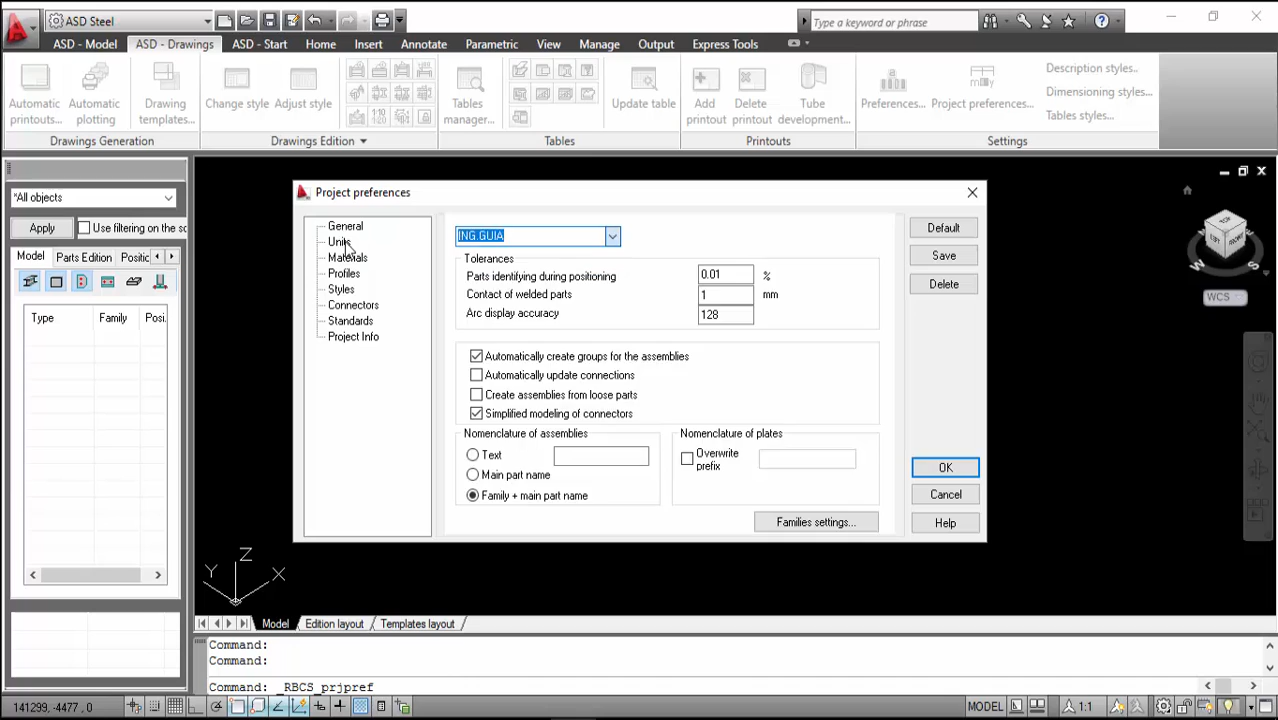 ASD Steel
Type a keyword or phrase
ASD - Model
ASD - Drawings
ASD - Start
Home
Insert
Annotate
Parametric
View
Manage
Output
Express Tools
Automatic printouts...
Automatic plotting
Drawing templates...
Change style
Adjust style
Tables manager...
Update table
Add printout
Delete printout
Tube development...
Preferences...
Project preferences...
Description styles..
Dimensioning styles...
Tables styles...
Drawings Generation
Drawings Edition
Tables
Printouts
Settings
*All objects
Apply
Use filtering on the sc
Model
Parts Edition
Positic
Type
Family
Posi.
Project preferences
General
Units
Materials
Profiles
Styles
Connectors
Standards
Project Info
ING.GUIA
Tolerances
Parts identifying during positioning 0.01 %
Contact of welded parts 1 mm
Arc display accuracy 128
Automatically create groups for the assemblies
Automatically update connections
Create assemblies from loose parts
Simplified modeling of connectors
Nomenclature of assemblies
Text
Main part name
Family + main part name
Nomenclature of plates
Overwrite
prefix
Families settings...
Default
Save
Delete
OK
Cancel
Help
LEFT
FRONT
W
S
WCS
Z
Y
X
Model
Edition layout
Templates layout
Command:
Command:
Command: _RBCS_prjpref
141299, -4477 , 0
MODEL
1:1